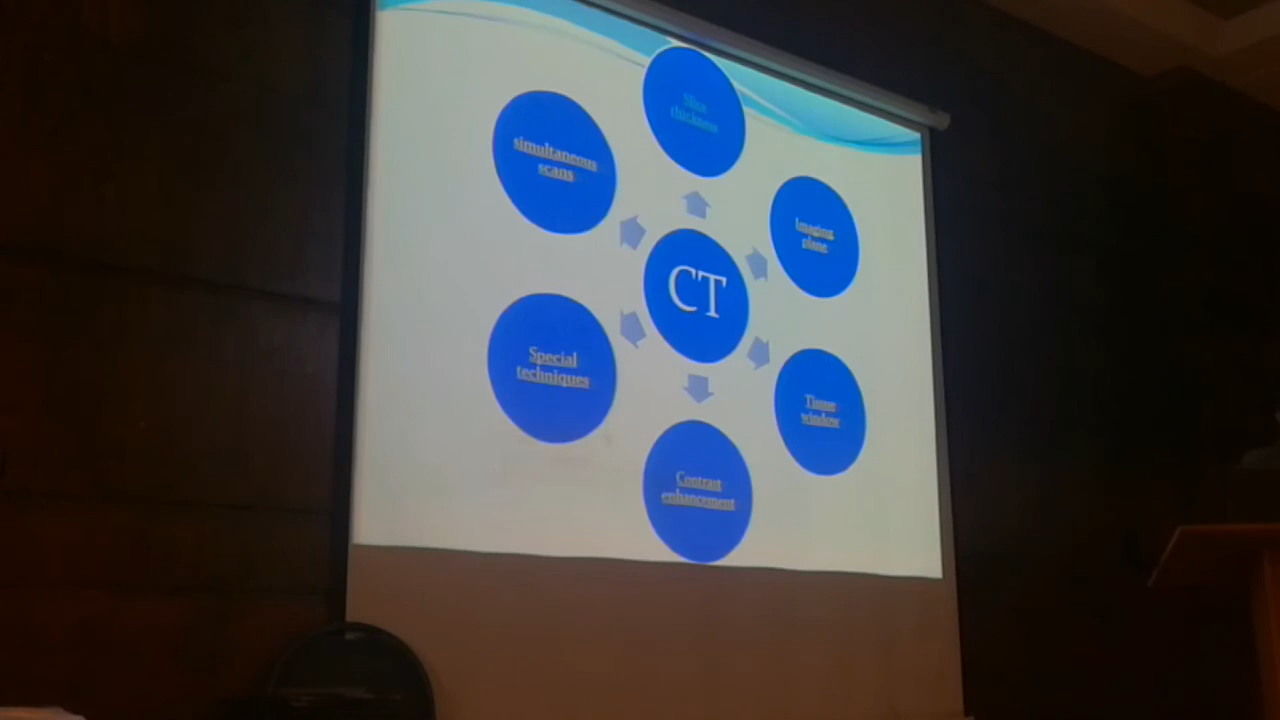 Slice
thickness
simultaneous
scans
Imaging
plane
CT
Special
techniques
Tissue
window
Contrast
enhancement